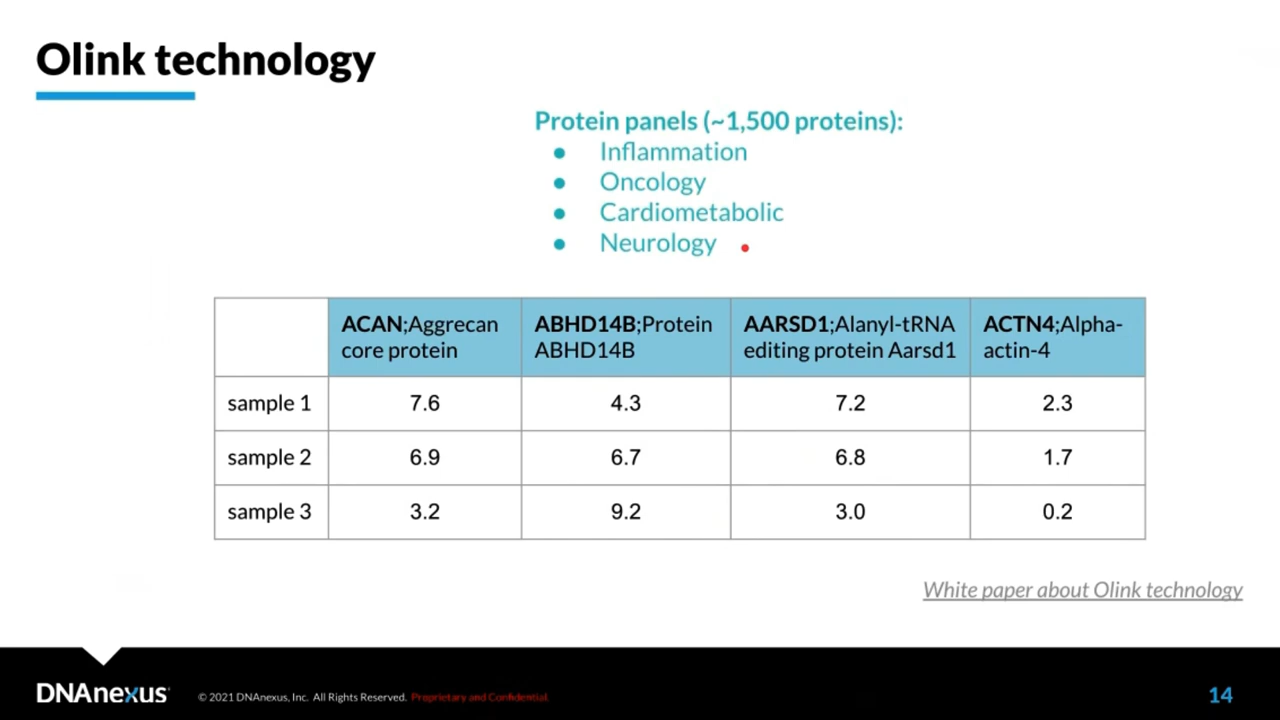 Olink technology
Protein panels (~1,500 proteins):
● Inflammation
● Oncology
● Cardiometabolic
● Neurology
ACAN;Aggrecan core protein ABHD14B;Protein ABHD14B AARSD1;Alanyl-tRNA editing protein Aarsd1 ACTN4;Alpha-actin-4
sample 1 7.6 4.3 7.2 2.3
sample 2 6.9 6.7 6.8 1.7
sample 3 3.2 9.2 3.0 0.2
White paper about Olink technology
DNAnexus © 2021 DNAnexus, Inc. All Rights Reserved. Proprietary and Confidential. 14